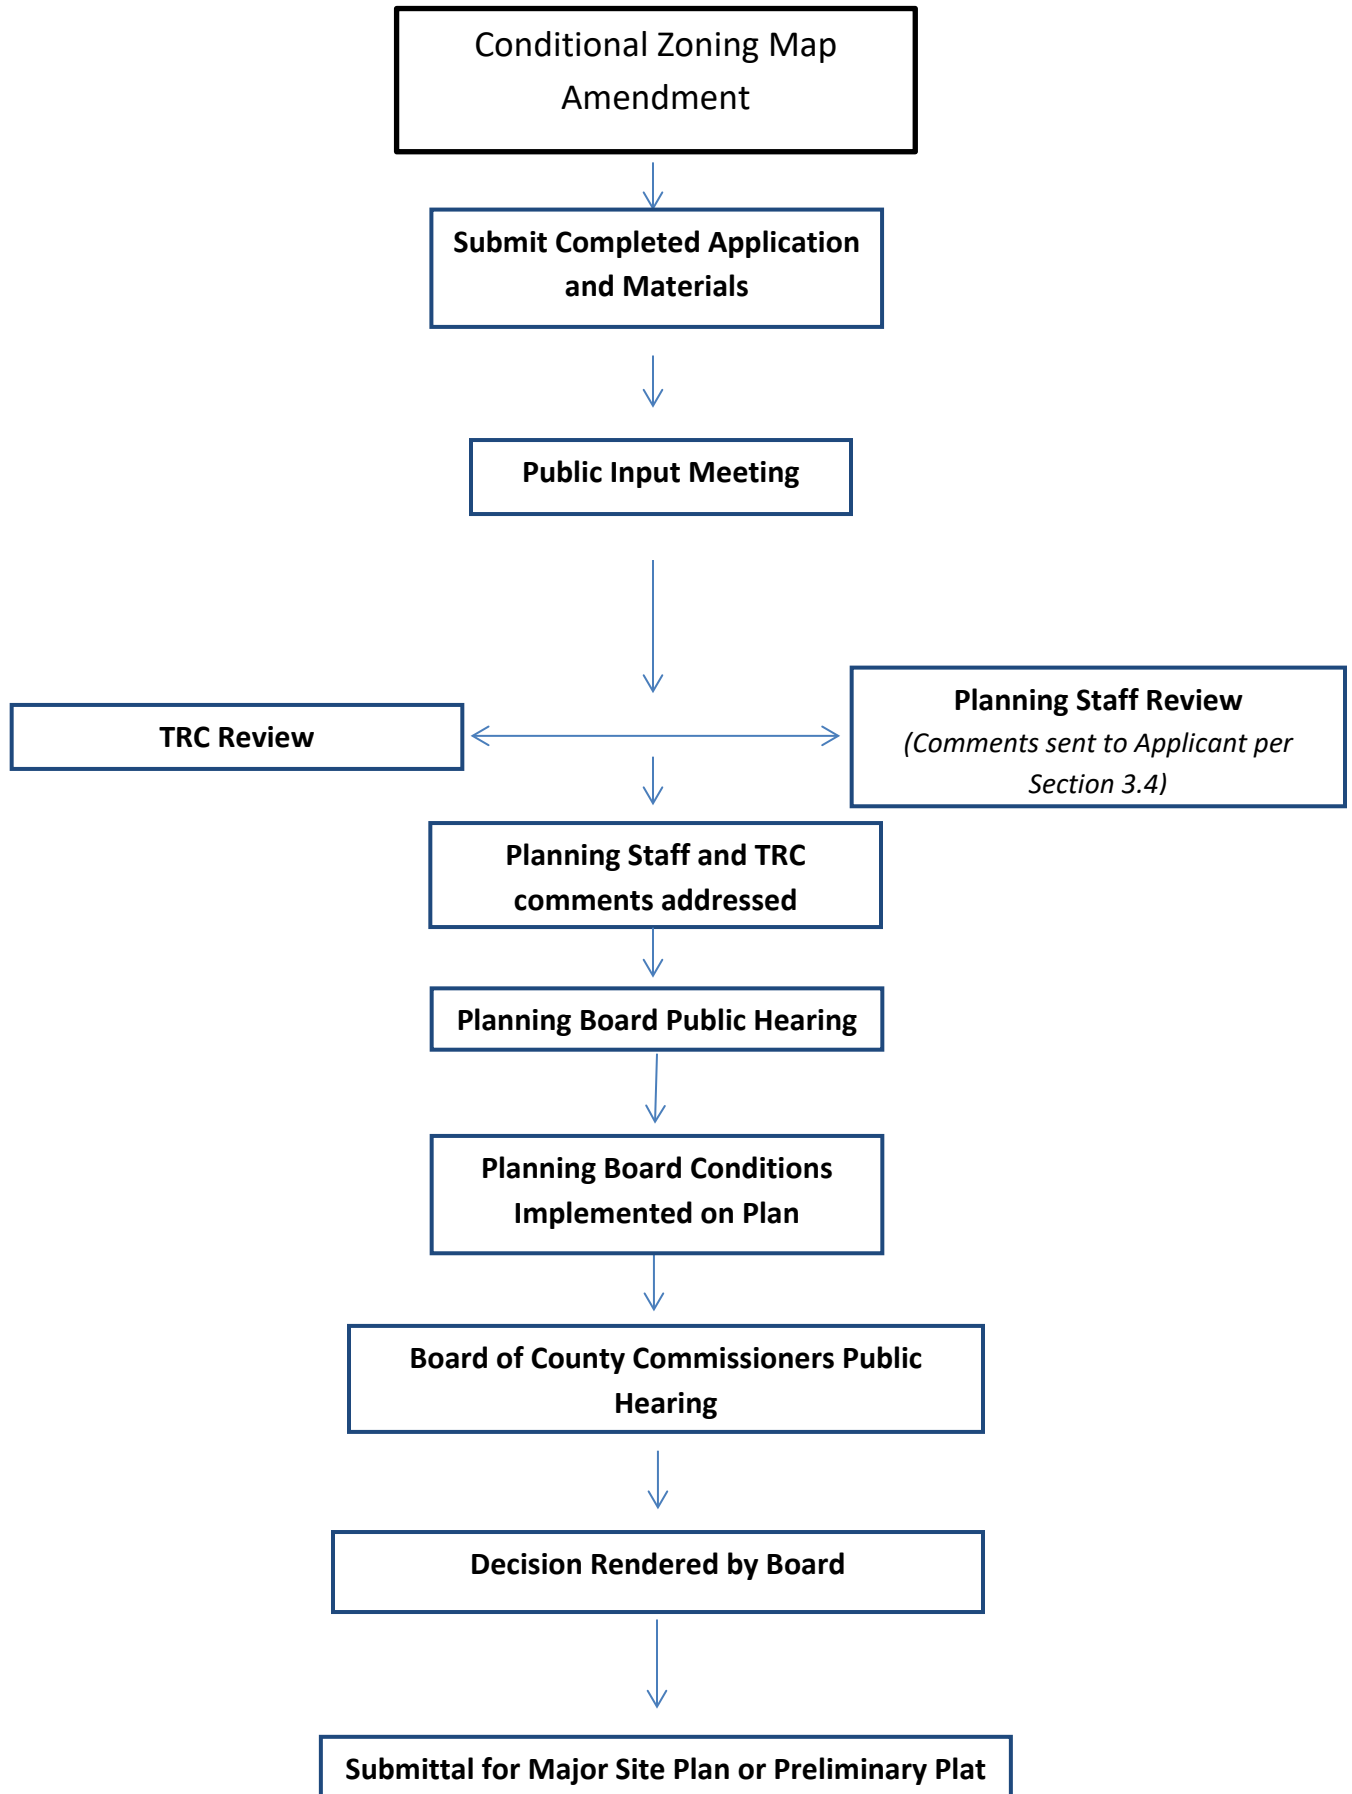 Conditional Zoning Map
Amendment
Submit Completed Application
and Materials
Public Input Meeting
TRC Review
Planning Staff Review
(Comments sent to Applicant per
Section 3.4)
Planning Staff and TRC
comments addressed
Planning Board Public Hearing
Planning Board Conditions
Implemented on Plan
Board of County Commissioners Public
Hearing
Decision Rendered by Board
Submittal for Major Site Plan or Preliminary Plat